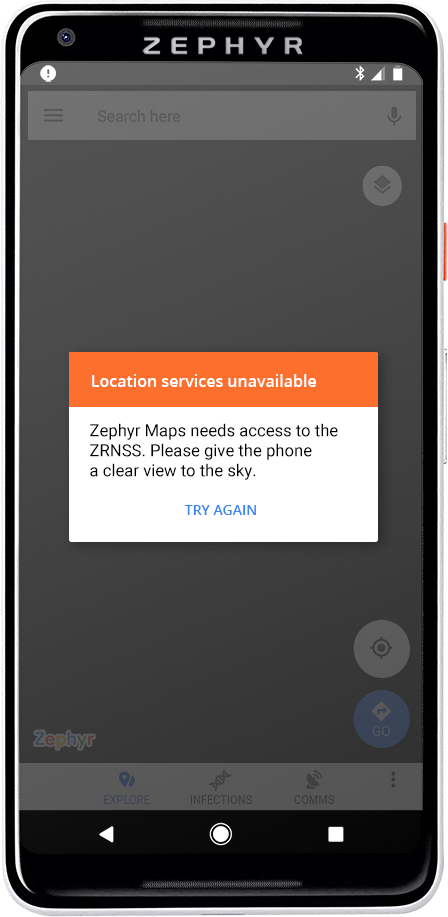 ZEPHYR
Search here
Location services unavailable
Zephyr Maps needs access to the
ZRNSS. Please give the phone
a clear view to the sky.
TRY AGAIN
GO
Zephyr
EXPLORE
INFECTIONS
COMMS